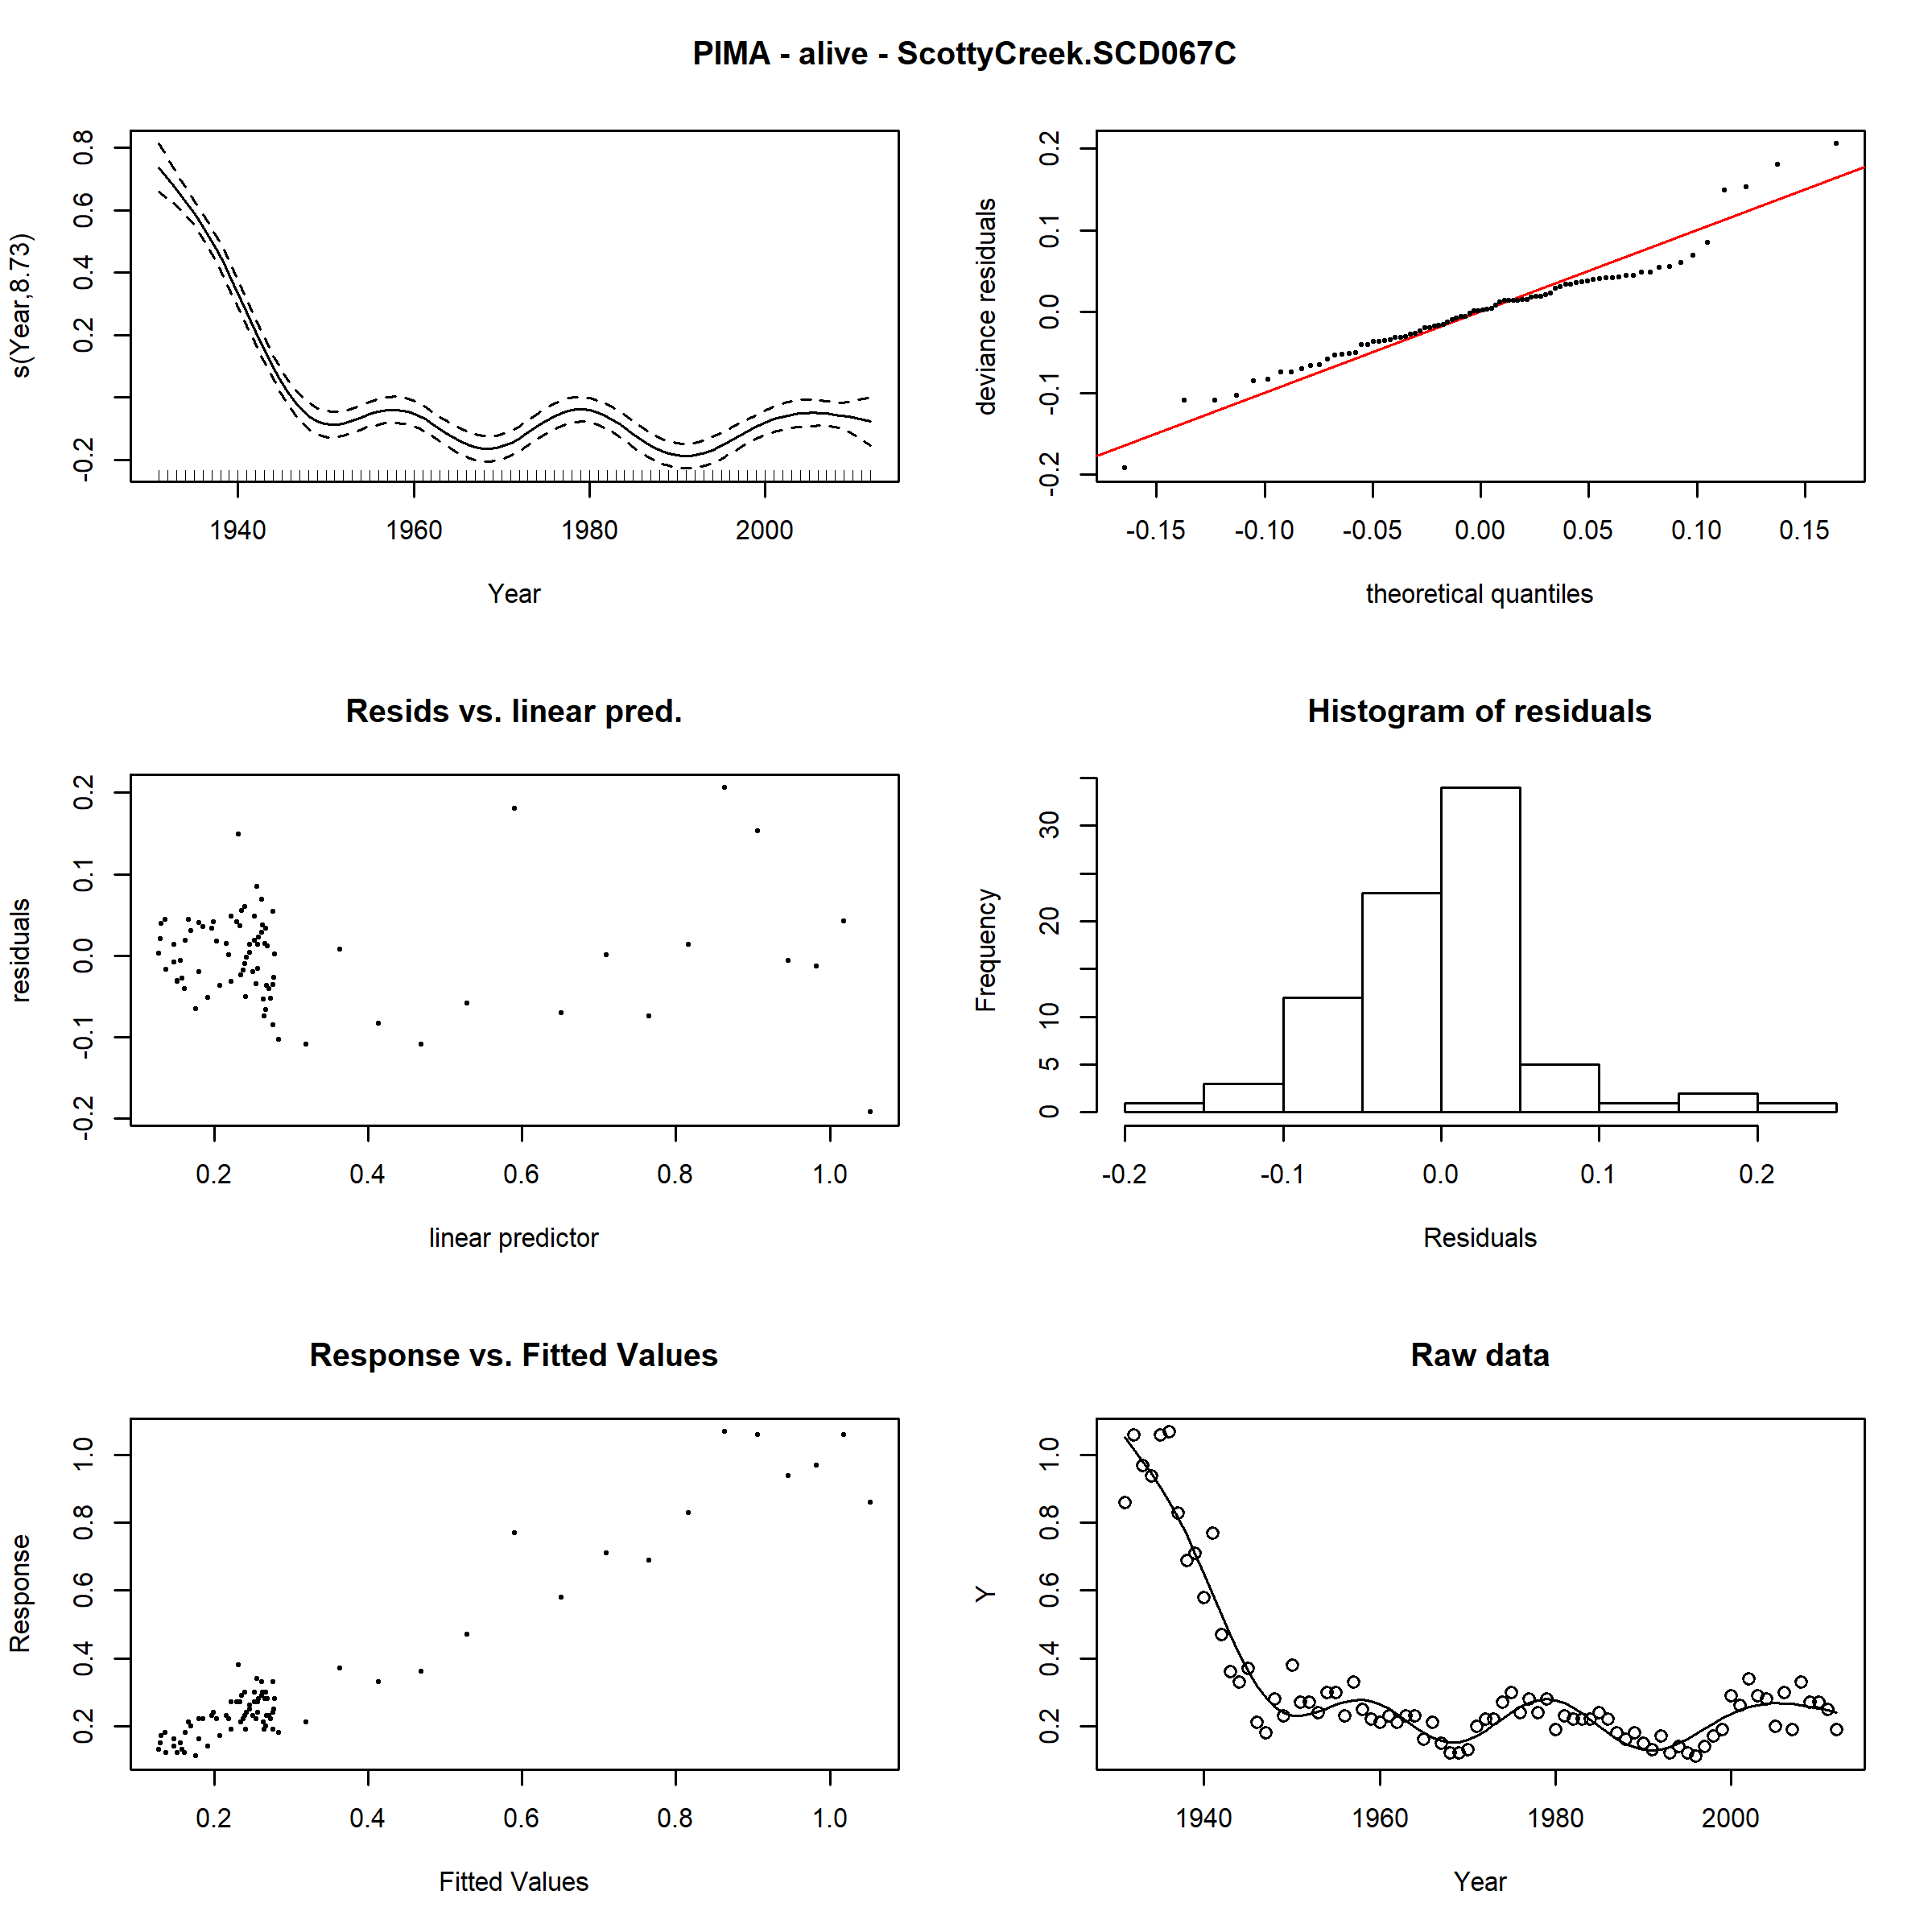 PIMA - alive - ScottyCreek.SCD067C
s(Year,8.73)
0.8
0.6
0.4
0.2
-0.2
1940 1960 1980 2000
Year
deviance residuals
0.2
0.1
0.0
-0.1
-0.2
-0.15 -0.10 -0.05 0.00 0.05 0.10 0.15
theoretical quantiles
Resids vs. linear pred.
residuals
0.2
0.1
0.0
-0.1
-0.2
0.2 0.4 0.6 0.8 1.0
linear predictor
Histogram of residuals
Frequency
30
20
10
5
0
-0.2 -0.1 0.0 0.1 0.2
Residuals
Response vs. Fitted Values
Response
1.0
0.8
0.6
0.4
0.2
0.2 0.4 0.6 0.8 1.0
Fitted Values
Raw data
Y
1.0
0.8
0.6
0.4
0.2
1940 1960 1980 2000
Year